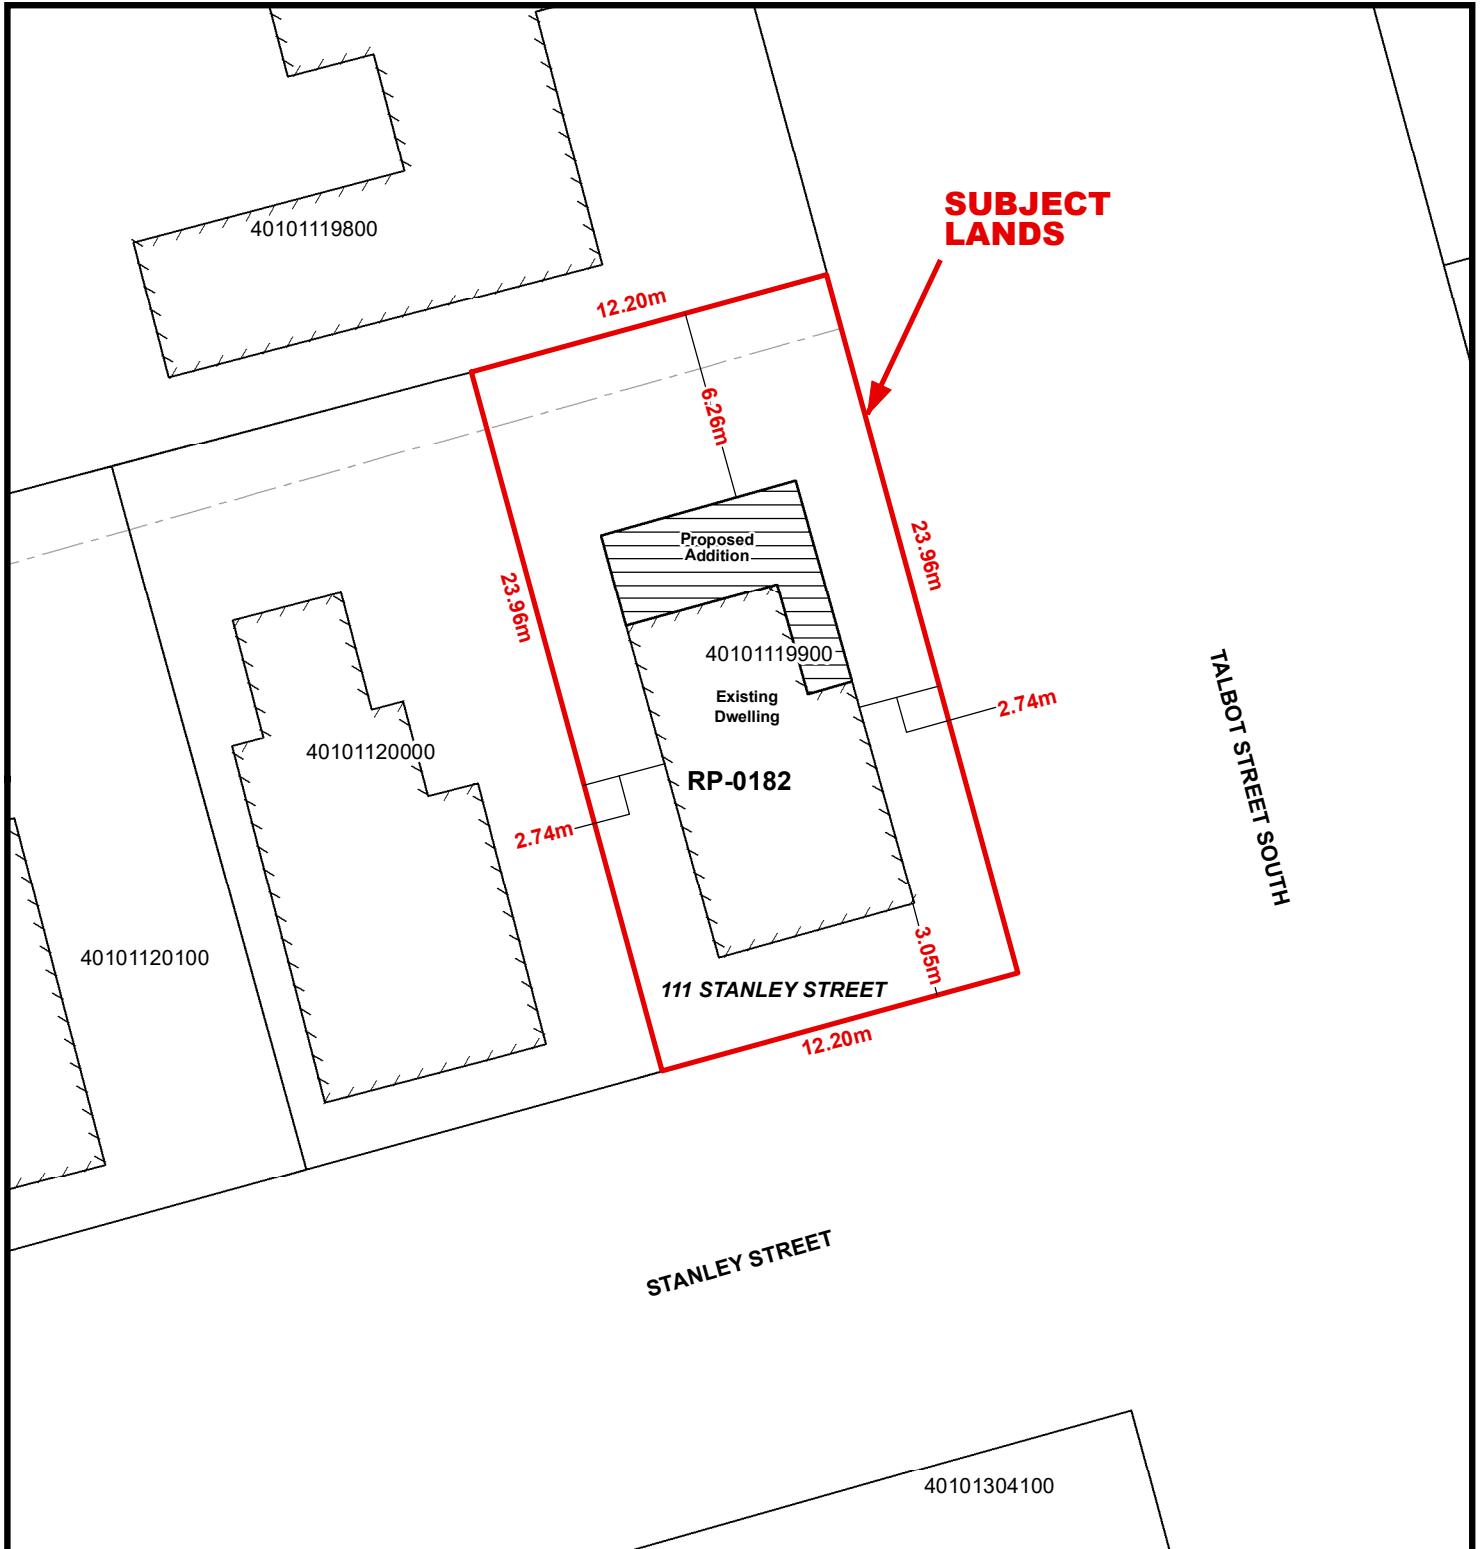 SUBJECT
LANDS
40101119800
12.20m
6.26m
23.96m
23.96m
Proposed
Addition
40101119900
Existing
Dwelling
2.74m
TALBOT STREET SOUTH
40101120000
RP-0182
2.74m
40101120100
3.05m
111 STANLEY STREET
12.20m
STANLEY STREET
40101304100